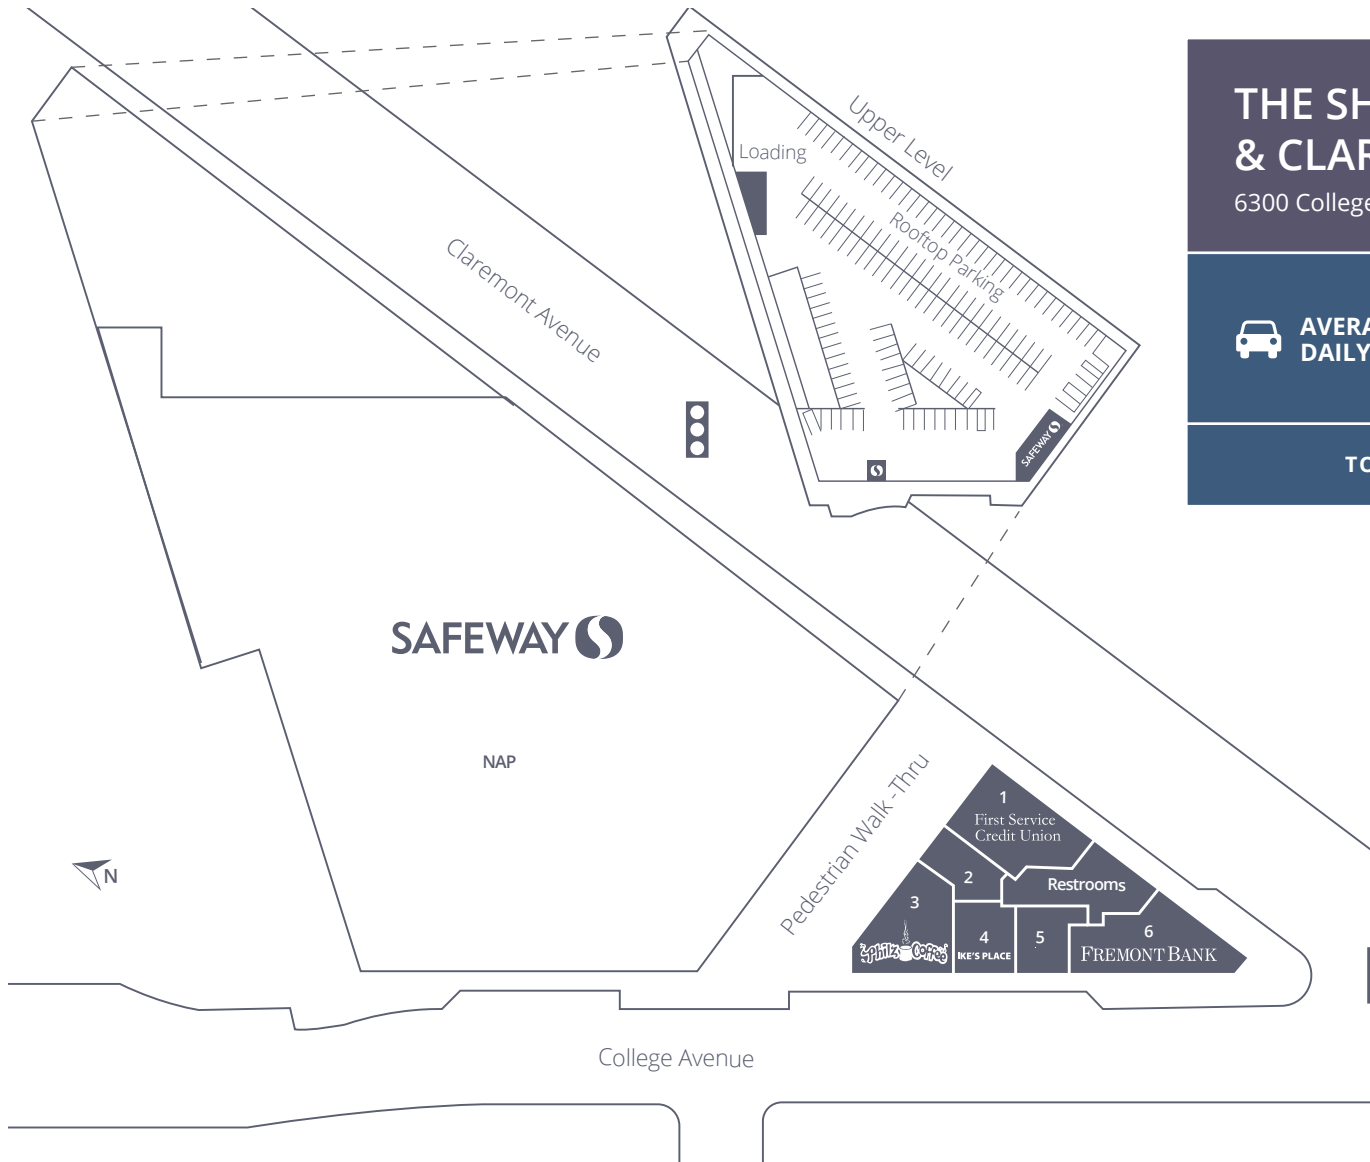 Upper Level
Loading
Rooftop Parking
Claremont Avenue
SAFEWAY
THE SH
& CLAR
6300 College
AVERA
DAILY
TO
SAFEWAY
NAP
Pedestrian Walk -Thru
N
1
First Service
Credit Union
2
Restrooms
3
Philz Coffee
4
IKE'S PLACE
5
6
FREMONT BANK
College Avenue